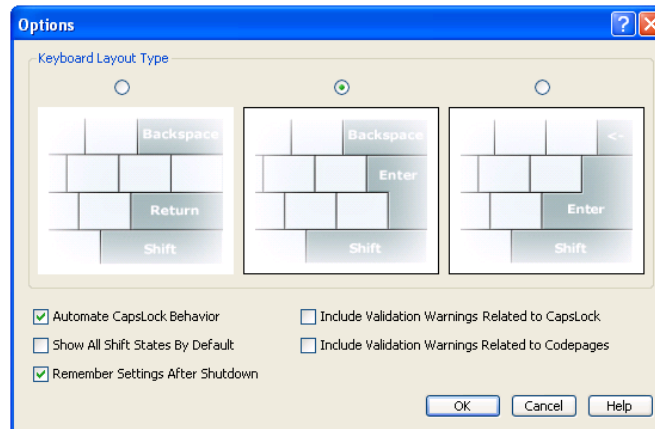 Options
Keyboard Layout Type
Backspace
Return
Shift
Backspace
Enter
Shift
<-
Enter
Shift
Automate CapsLock Behavior
Show All Shift States By Default
Remember Settings After Shutdown
Include Validation Warnings Related to CapsLock
Include Validation Warnings Related to Codepages
OK Cancel Help